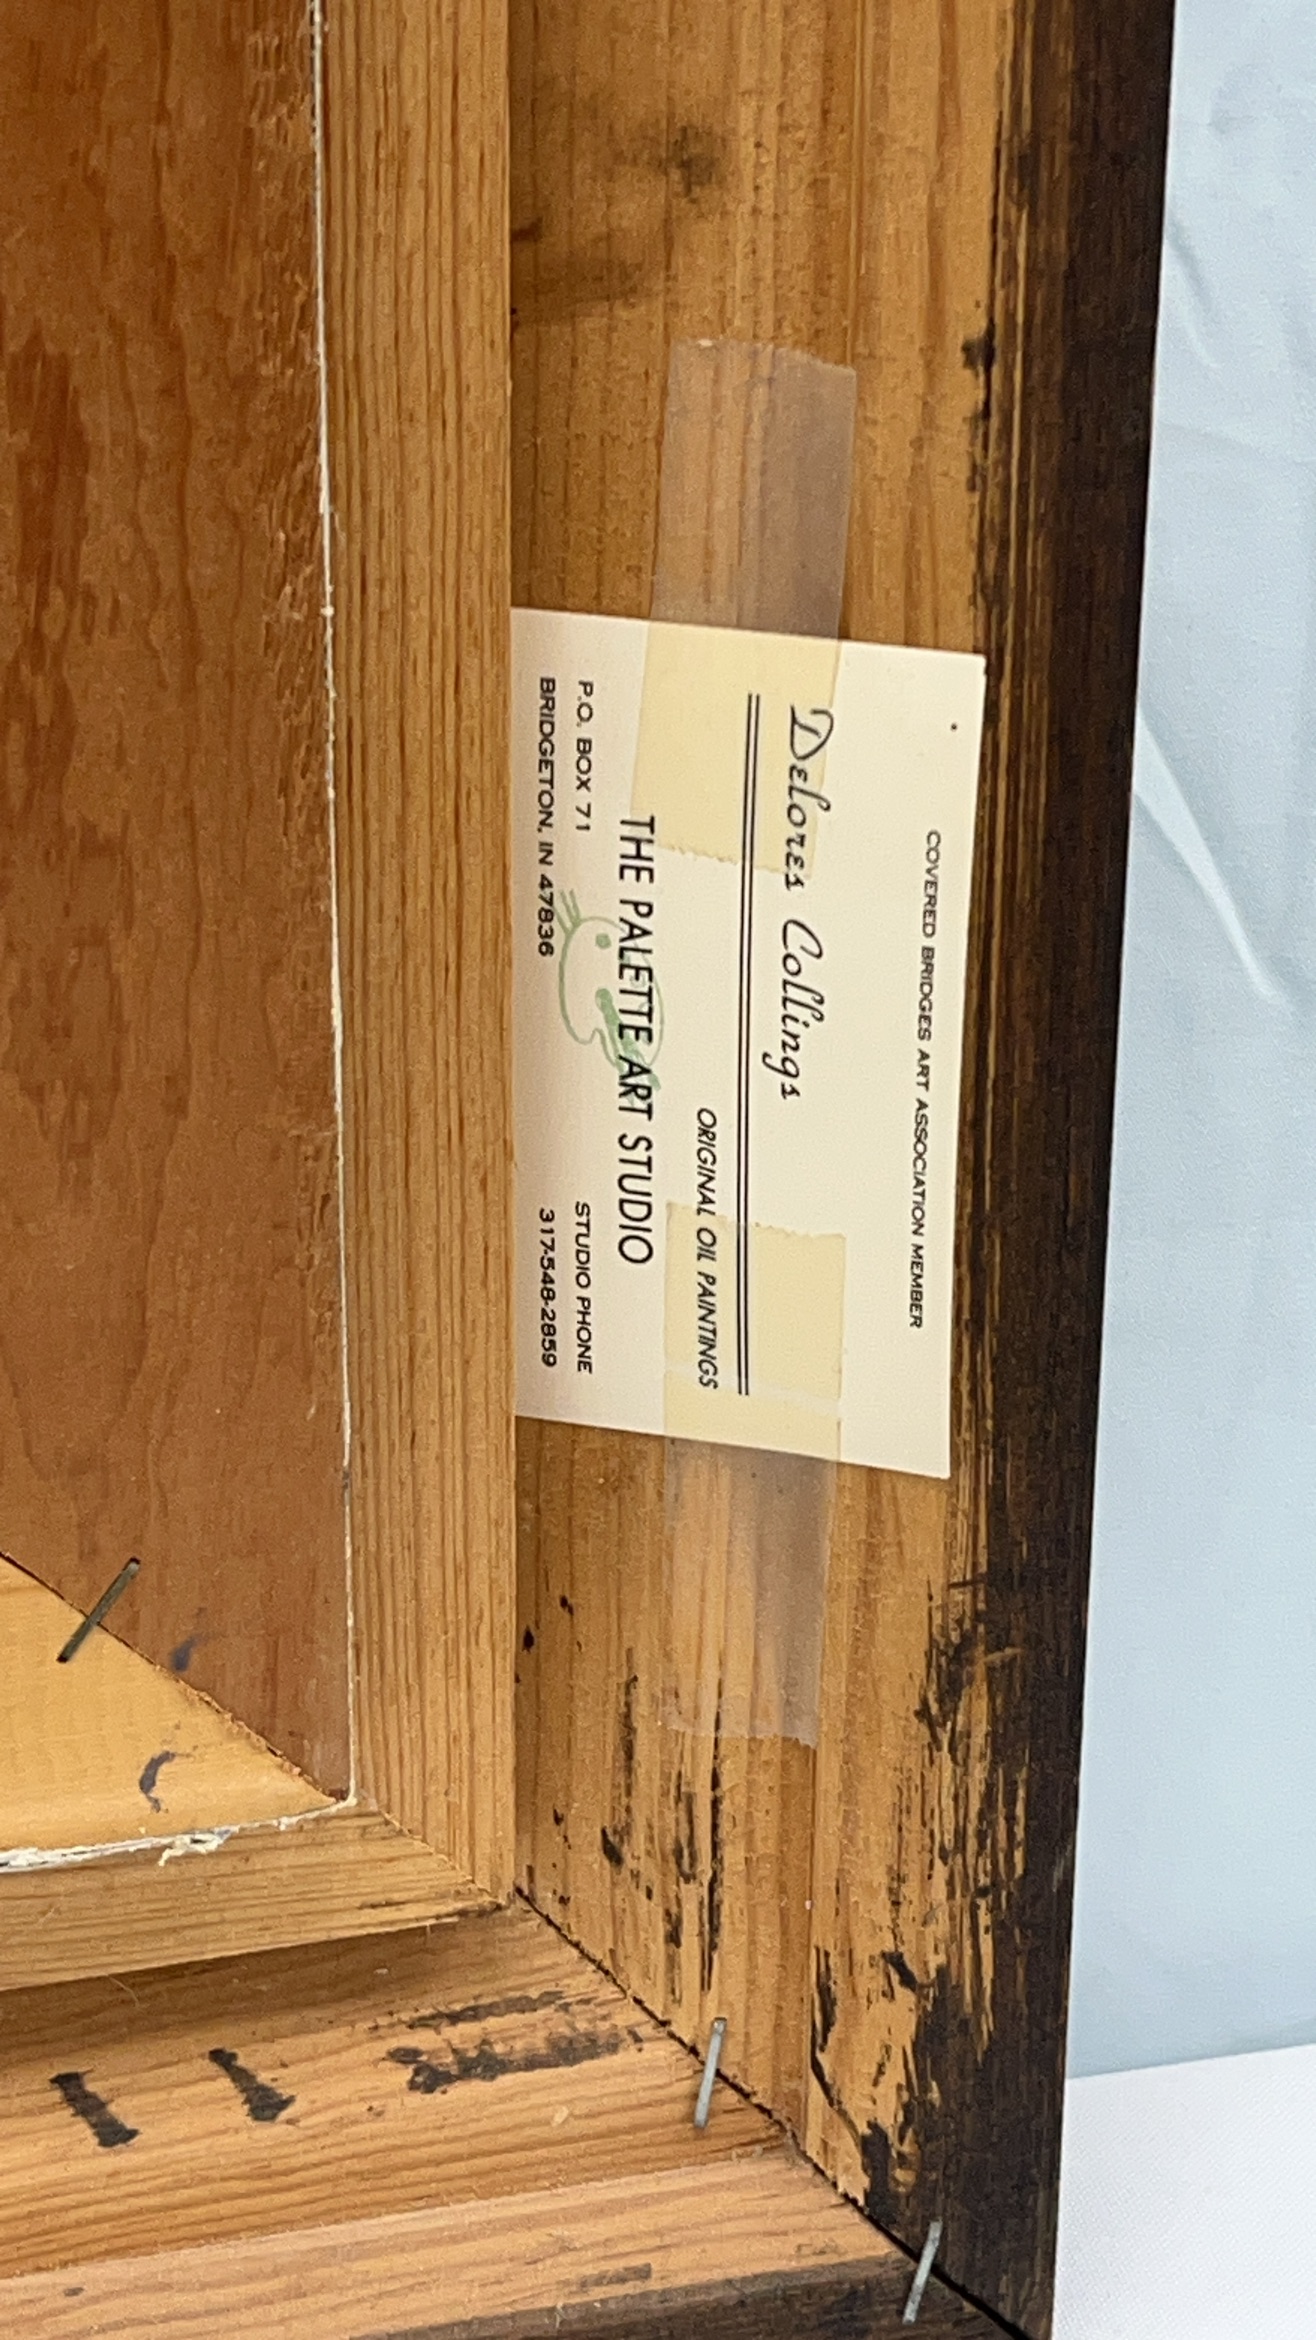 COVERED BRIDGES ART ASSOCIATION MEMBER
Delores Collings
ORIGINAL OIL PAINTINGS
THE PALETTE ART STUDIO
P.O. BOX 71
BRIDGETON, IN 47836
STUDIO PHONE
317-548-2859